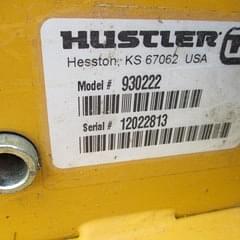 HUSTLER
Hesston, KS 67062 USA
Model # 930222
Serial # 12022813